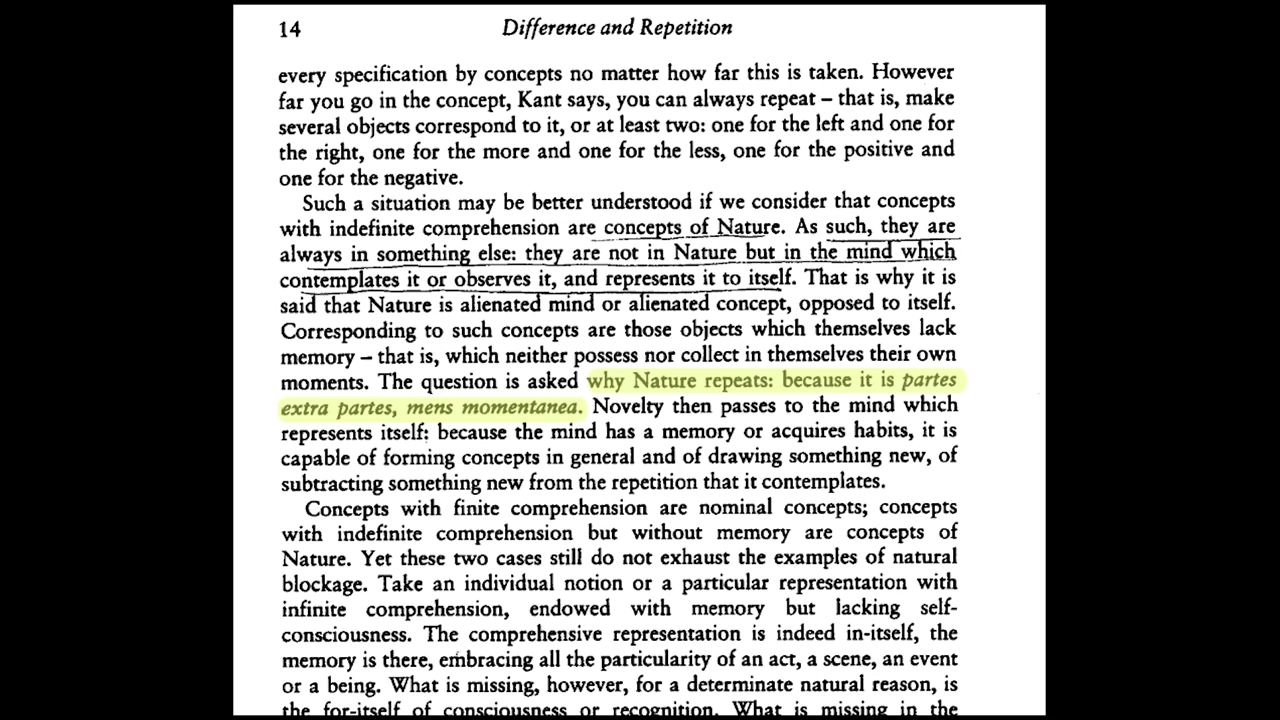 14 Difference and Repetition
every specification by concepts no matter how far this is taken. However
far you go in the concept, Kant says, you can always repeat – that is, make
several objects correspond to it, or at least two: one for the left and one for
the right, one for the more and one for the less, one for the positive and
one for the negative.
Such a situation may be better understood if we consider that concepts
with indefinite comprehension are concepts of Nature. As such, they are
always in something else: they are not in Nature but in the mind which
contemplates it or observes it, and represents it to itself. That is why it is
said that Nature is alienated mind or alienated concept, opposed to itself.
Corresponding to such concepts are those objects which themselves lack
memory – that is, which neither possess nor collect in themselves their own
moments. The question is asked why Nature repeats: because it is partes
extra partes, mens momentanea. Novelty then passes to the mind which
represents itself: because the mind has a memory or acquires habits, it is
capable of forming concepts in general and of drawing something new, of
subtracting something new from the repetition that it contemplates.
Concepts with finite comprehension are nominal concepts; concepts
with indefinite comprehension but without memory are concepts of
Nature. Yet these two cases still do not exhaust the examples of natural
blockage. Take an individual notion or a particular representation with
infinite comprehension, endowed with memory but lacking self-
consciousness. The comprehensive representation is indeed in-itself, the
memory is there, embracing all the particularity of an act, a scene, an event
or a being. What is missing, however, for a determinate natural reason, is
the for-itself of consciousness or recognition. What is missing in the